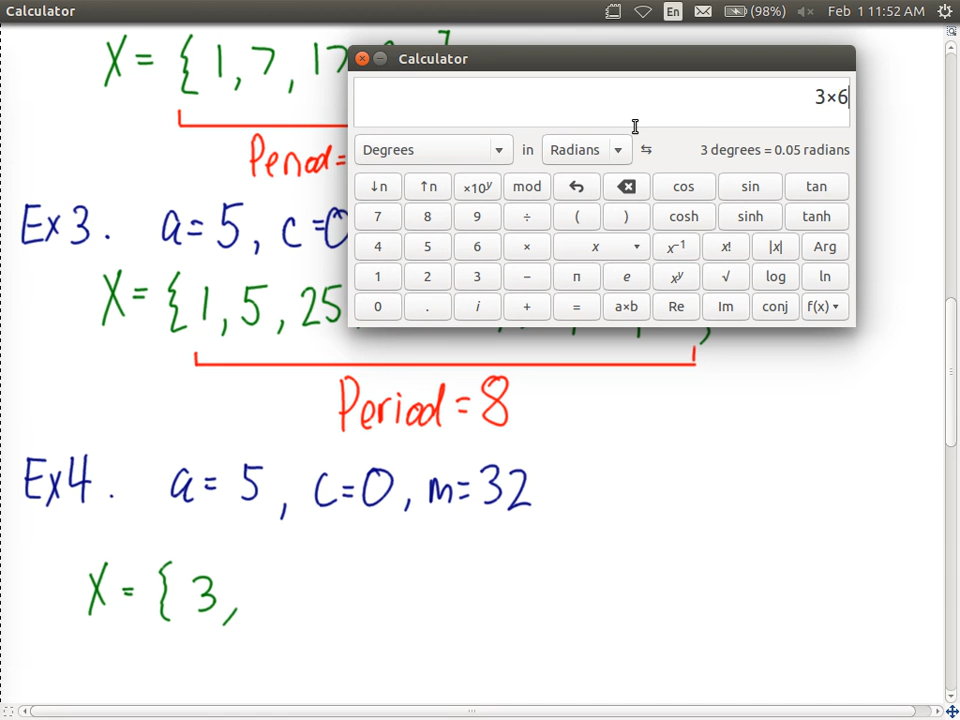 Calculator
En (98%) Feb 1 11:52 AM
X = { 1, 7, 17
Period=
Ex 3. a= 5, c=0
X= { 1, 5, 25
Period=8
Ex4. a= 5, c=0, m=32
X = { 3,
Calculator
3×6
Degrees in Radians 3 degrees = 0.05 radians
↓n ↑n ×10^y mod cos sin tan
7 8 9 ÷ ( ) cosh sinh tanh
4 5 6 × x x⁻¹ x! |x| Arg
1 2 3 − π e x^y √ log ln
0 . i + = a×b Re Im conj f(x)